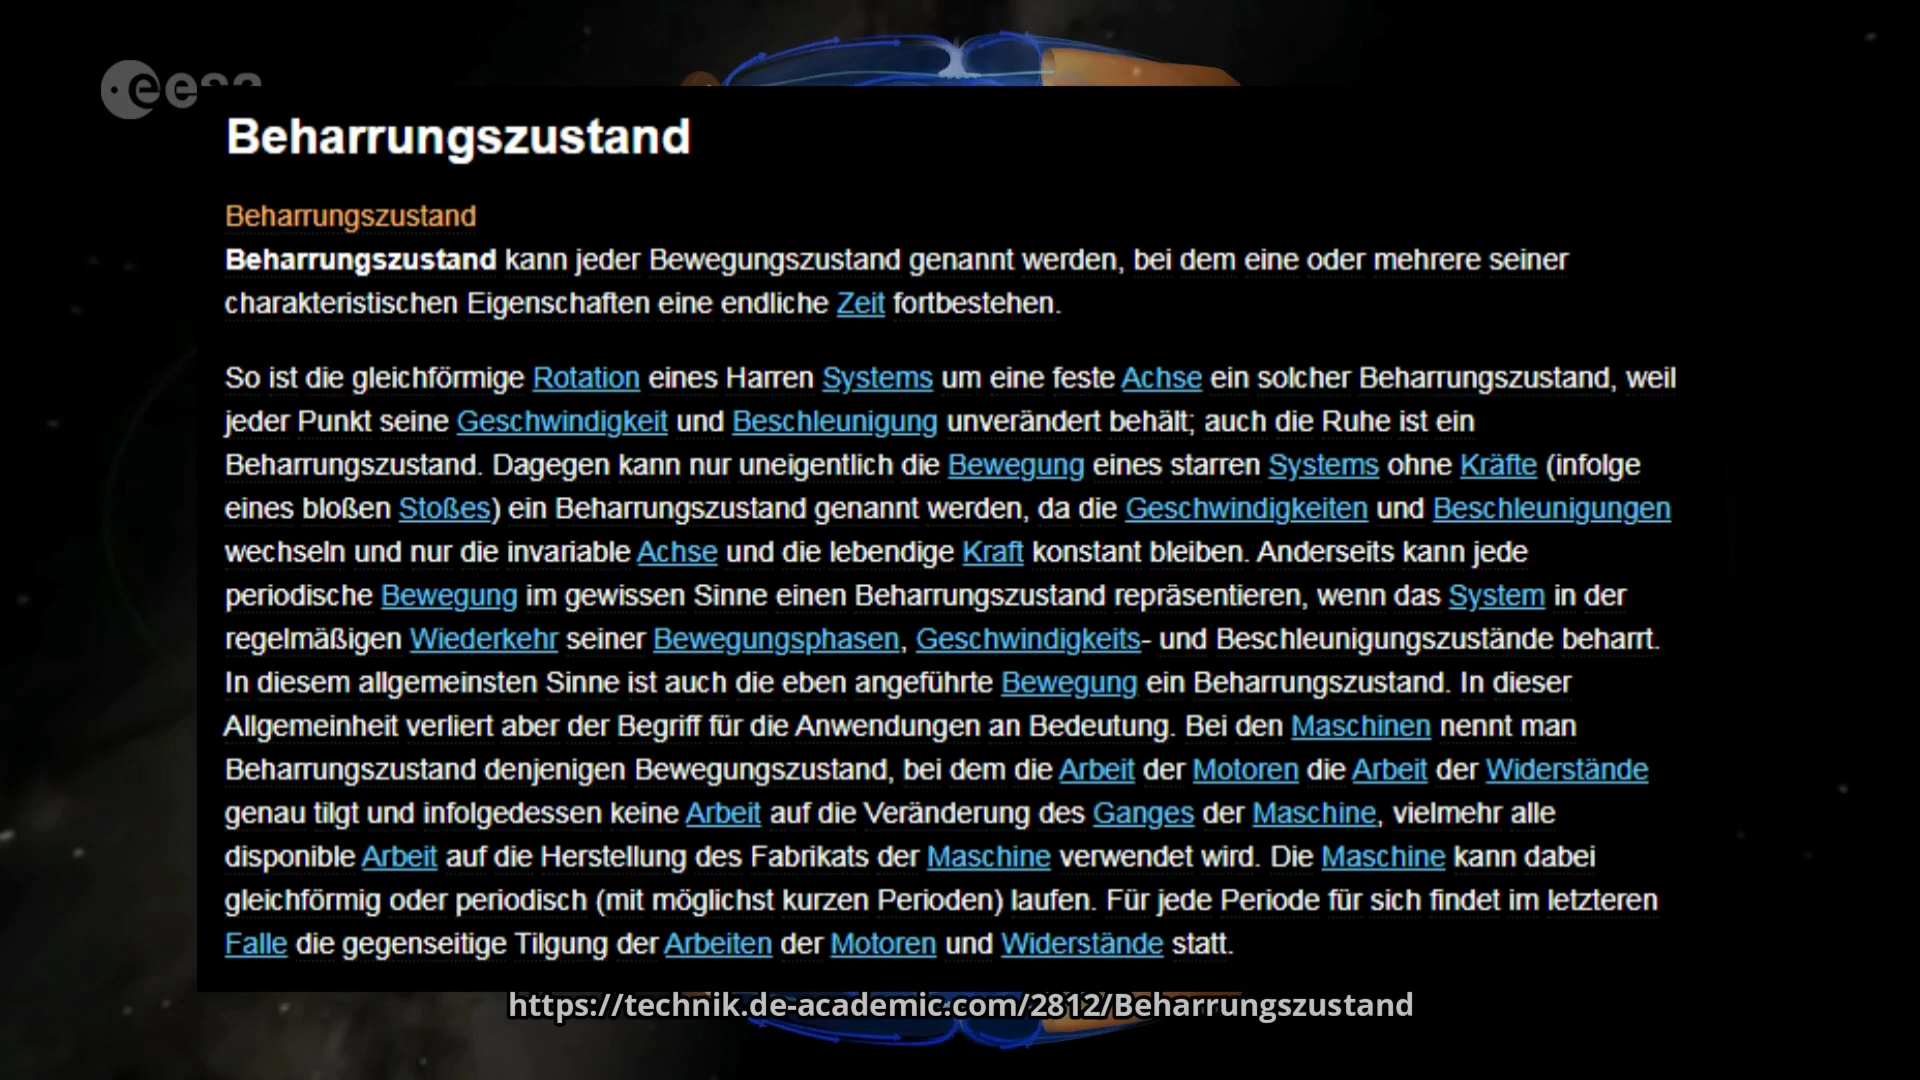 esa
Beharrungszustand
Beharrungszustand
Beharrungszustand kann jeder Bewegungszustand genannt werden, bei dem eine oder mehrere seiner
charakteristischen Eigenschaften eine endliche Zeit fortbestehen.
So ist die gleichförmige Rotation eines Harren Systems um eine feste Achse ein solcher Beharrungszustand, weil
jeder Punkt seine Geschwindigkeit und Beschleunigung unverändert behält; auch die Ruhe ist ein
Beharrungszustand. Dagegen kann nur uneigentlich die Bewegung eines starren Systems ohne Kräfte (infolge
eines bloßen Stoßes) ein Beharrungszustand genannt werden, da die Geschwindigkeiten und Beschleunigungen
wechseln und nur die invariable Achse und die lebendige Kraft konstant bleiben. Anderseits kann jede
periodische Bewegung im gewissen Sinne einen Beharrungszustand repräsentieren, wenn das System in der
regelmäßigen Wiederkehr seiner Bewegungsphasen, Geschwindigkeits- und Beschleunigungszustände beharrt.
In diesem allgemeinsten Sinne ist auch die eben angeführte Bewegung ein Beharrungszustand. In dieser
Allgemeinheit verliert aber der Begriff für die Anwendungen an Bedeutung. Bei den Maschinen nennt man
Beharrungszustand denjenigen Bewegungszustand, bei dem die Arbeit der Motoren die Arbeit der Widerstände
genau tilgt und infolgedessen keine Arbeit auf die Veränderung des Ganges der Maschine, vielmehr alle
disponible Arbeit auf die Herstellung des Fabrikats der Maschine verwendet wird. Die Maschine kann dabei
gleichförmig oder periodisch (mit möglichst kurzen Perioden) laufen. Für jede Periode für sich findet im letzteren
Falle die gegenseitige Tilgung der Arbeiten der Motoren und Widerstände statt.
https://technik.de-academic.com/2812/Beharrungszustand